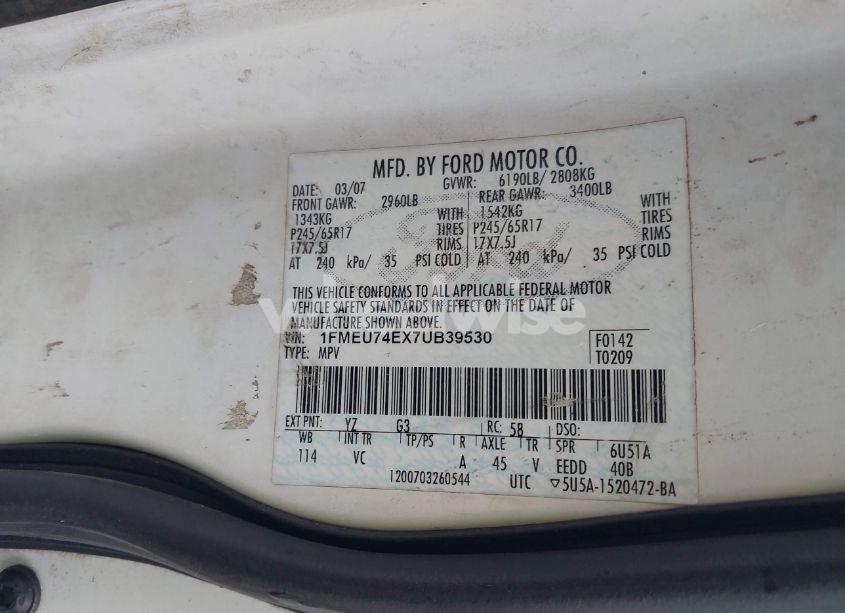 MFD. BY FORD MOTOR CO.
DATE: 03/07 GVWR: 6190LB/ 2808KG
FRONT GAWR: 2960LB REAR GAWR: 3400LB
1343KG WITH 1542KG WITH
P245/65R17 TIRES P245/65R17 TIRES
17X7.5J RIMS 17X7.5J RIMS
AT 240 kPa/ 35 PSI COLD AT 240 kPa/ 35 PSI COLD
Ford
THIS VEHICLE CONFORMS TO ALL APPLICABLE FEDERAL MOTOR
VEHICLE SAFETY STANDARDS IN EFFECT ON THE DATE OF
MANUFACTURE SHOWN ABOVE.
VIN: 1FMEU74EX7UB39530 F0142
TYPE: MPV T0209
EXT PNT: YZ G3 RC: 58 DSO:
WB INT TR TP/PS R AXLE TR SPR 6U51A
114 VC A 45 V EEDD 40B
1200703260544 UTC ▽5U5A-1520472-BA